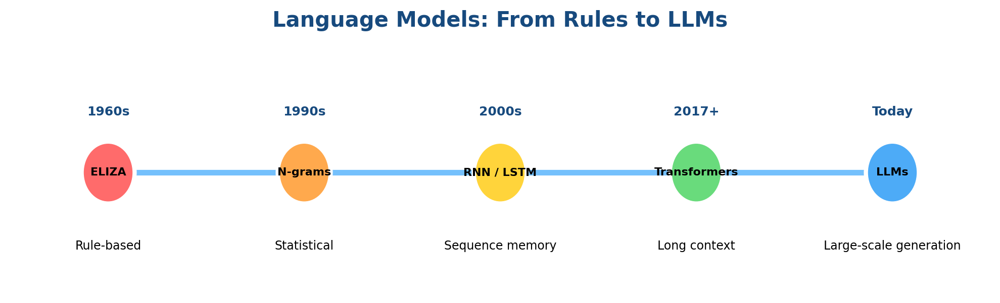 Language Models: From Rules to LLMs
1960s
1990s
2000s
2017+
Today
ELIZA
N-grams
RNN / LSTM
Transformers
LLMs
Rule-based
Statistical
Sequence memory
Long context
Large-scale generation